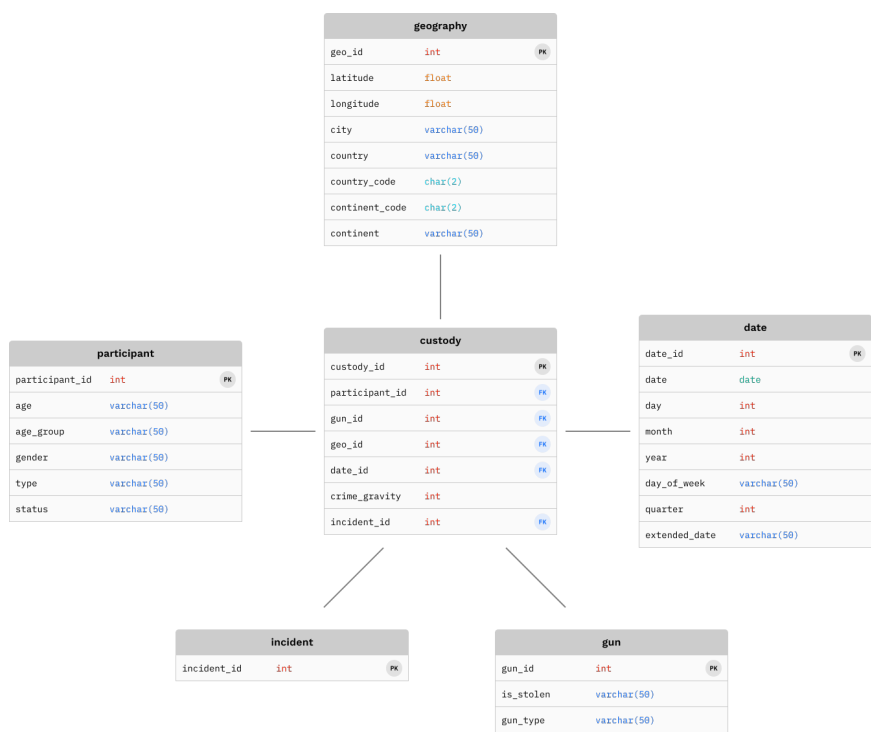 geography
geo_id int PK
latitude float
longitude float
city varchar(50)
country varchar(50)
country_code char(2)
continent_code char(2)
continent varchar(50)
participant
participant_id int PK
age varchar(50)
age_group varchar(50)
gender varchar(50)
type varchar(50)
status varchar(50)
custody
custody_id int PK
participant_id int FK
gun_id int FK
geo_id int FK
date_id int FK
crime_gravity int
incident_id int FK
date
date_id int PK
date date
day int
month int
year int
day_of_week varchar(50)
quarter int
extended_date varchar(50)
incident
incident_id int PK
gun
gun_id int PK
is_stolen varchar(50)
gun_type varchar(50)